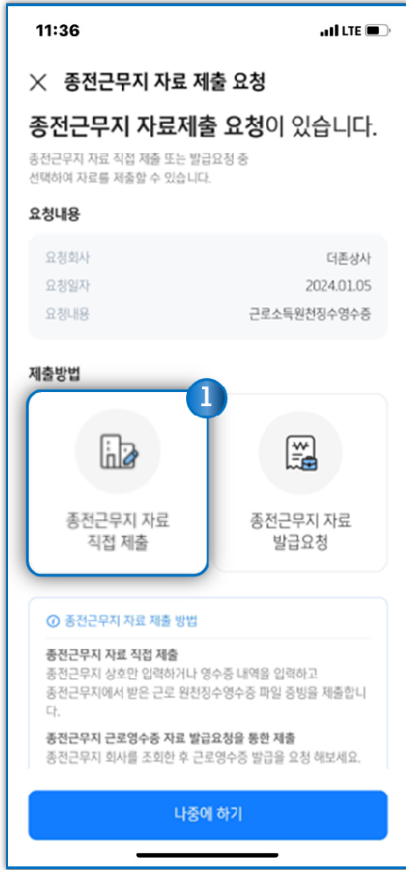 11:36 LTE
종전근무지 자료 제출 요청
종전근무지 자료제출 요청이 있습니다.
종전근무지 자료 직접 제출 또는 발급요청 중
선택하여 자료를 제출할 수 있습니다.
요청내용
요청회사 더존상사
요청일자 2024.01.05
요청내용 근로소득원천징수영수증
제출방법
1
종전근무지 자료
직접 제출
종전근무지 자료
발급요청
종전근무지 자료 제출 방법
종전근무지 자료 직접 제출
종전근무지 상호만 입력하거나 영수증 내역을 입력하고
종전근무지에서 받은 근로 원천징수영수증 파일 증빙을 제출합니
다.
종전근무지 근로영수증 자료 발급요청을 통한 제출
종전근무지 회사를 조회한 후 근로영수증 발급을 요청 해보세요.
나중에 하기